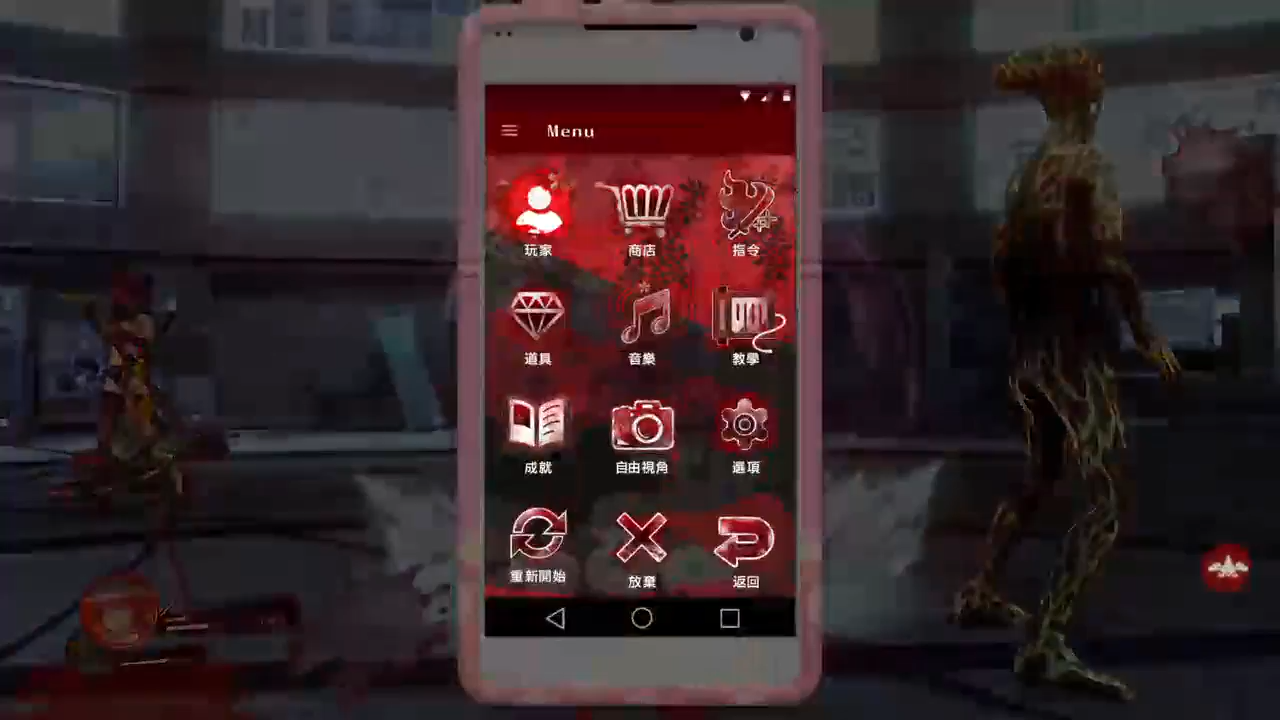 Menu
玩家 商店 指令
道具 音樂 教學
成就 自由視角 選項
重新開始 放棄 返回